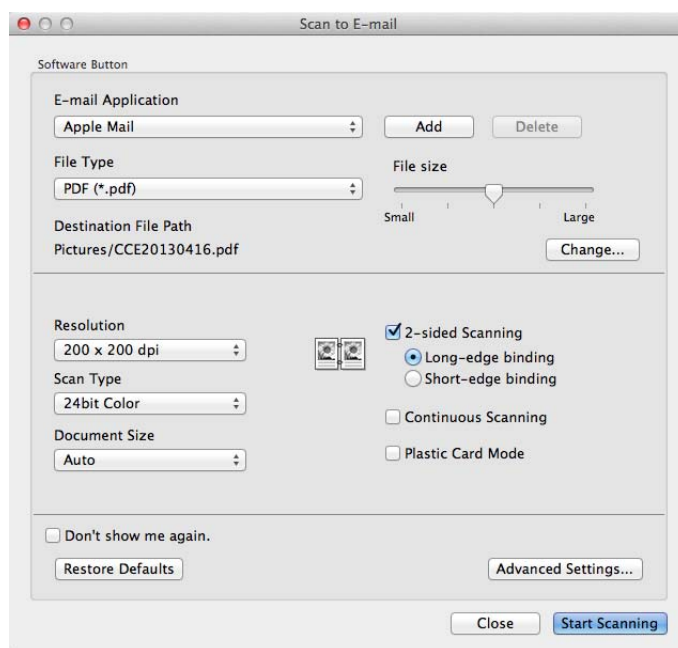 Scan to E-mail
Software Button
E-mail Application
Apple Mail
Add
Delete
File Type
PDF (*.pdf)
File size
Small
Large
Destination File Path
Pictures/CCE20130416.pdf
Change...
Resolution
200 x 200 dpi
Scan Type
24bit Color
Document Size
Auto
2-sided Scanning
Long-edge binding
Short-edge binding
Continuous Scanning
Plastic Card Mode
Don't show me again.
Restore Defaults
Advanced Settings...
Close
Start Scanning